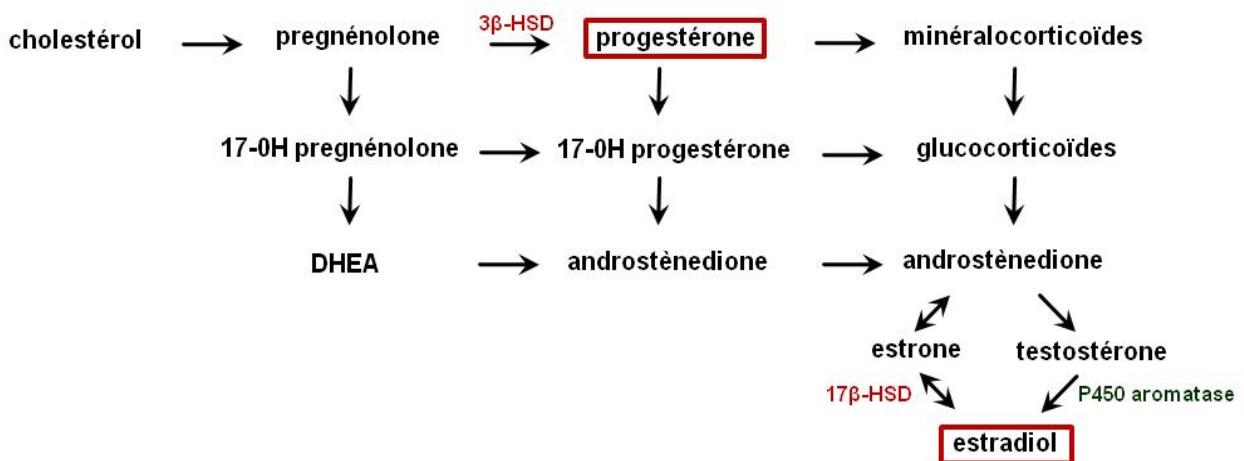 3β-HSD
cholestérol pregnénolone progestérone minéralocorticoïdes
17-0H pregnénolone 17-0H progestérone glucocorticoïdes
DHEA androstènedione androstènedione
estrone testostérone
17β-HSD P450 aromatase
estradiol